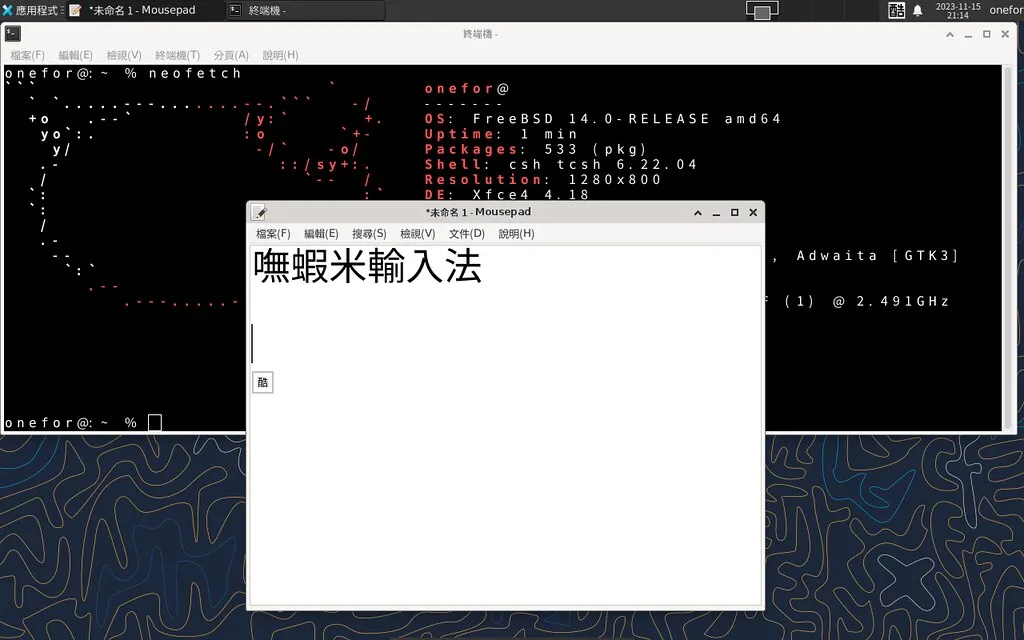 應用程式 *未命名 1 - Mousepad 終端機 - 酷 2023-11-15 onefor
21:14
終端機 -
檔案(F) 編輯(E) 檢視(V) 終端機(T) 分頁(A) 說明(H)
onefor@:~ % neofetch
onefor@
-------
OS: FreeBSD 14.0-RELEASE amd64
Uptime: 1 min
Packages: 533 (pkg)
Shell: csh tcsh 6.22.04
Resolution: 1280x800
DE: Xfce4 4.18
, Adwaita [GTK3]
(1) @ 2.491GHz
onefor@:~ %
*未命名 1 - Mousepad
檔案(F) 編輯(E) 搜尋(S) 檢視(V) 文件(D) 說明(H)
嘸蝦米輸入法
酷